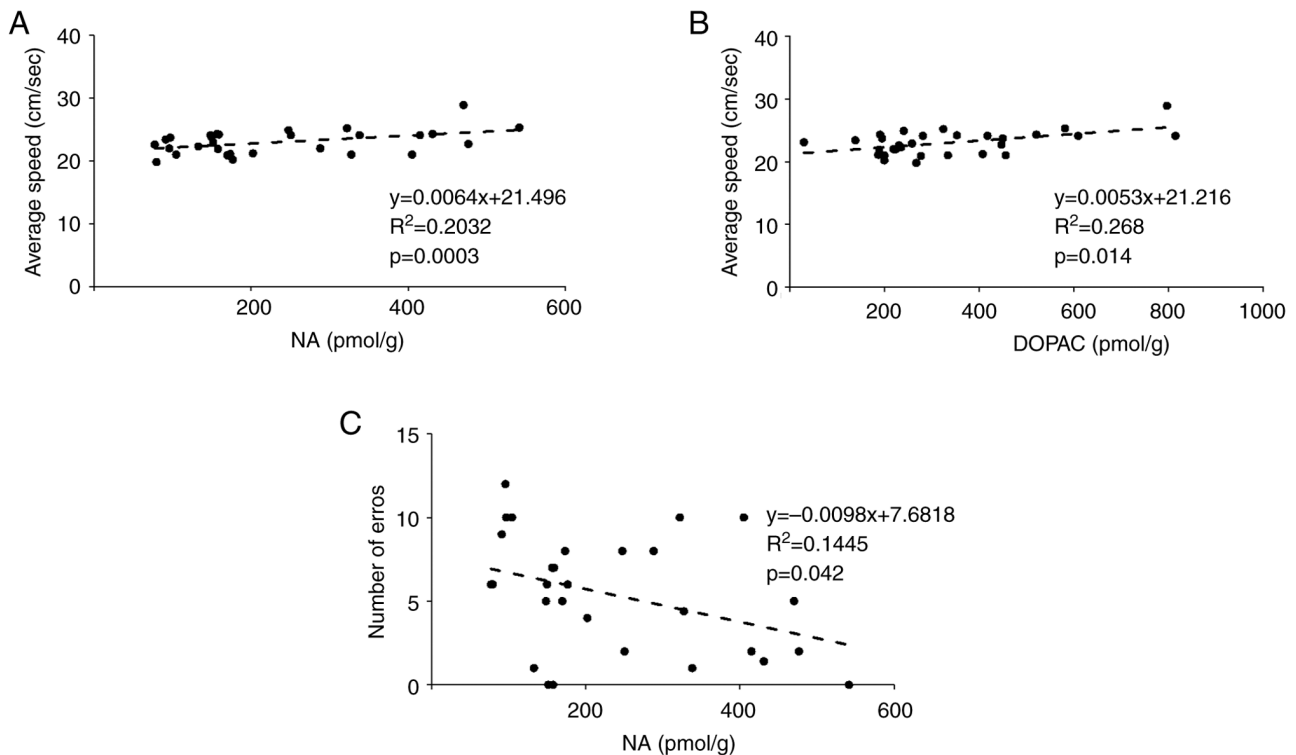 A
Average speed (cm/sec)
40
30
20
10
0
y=0.0064x+21.496
R²=0.2032
p=0.0003
200
400
600
NA (pmol/g)
B
Average speed (cm/sec)
40
30
20
10
0
y=0.0053x+21.216
R²=0.268
p=0.014
200
400
600
800
1000
DOPAC (pmol/g)
C
Number of erros
15
10
5
0
y=–0.0098x+7.6818
R²=0.1445
p=0.042
200
400
600
NA (pmol/g)